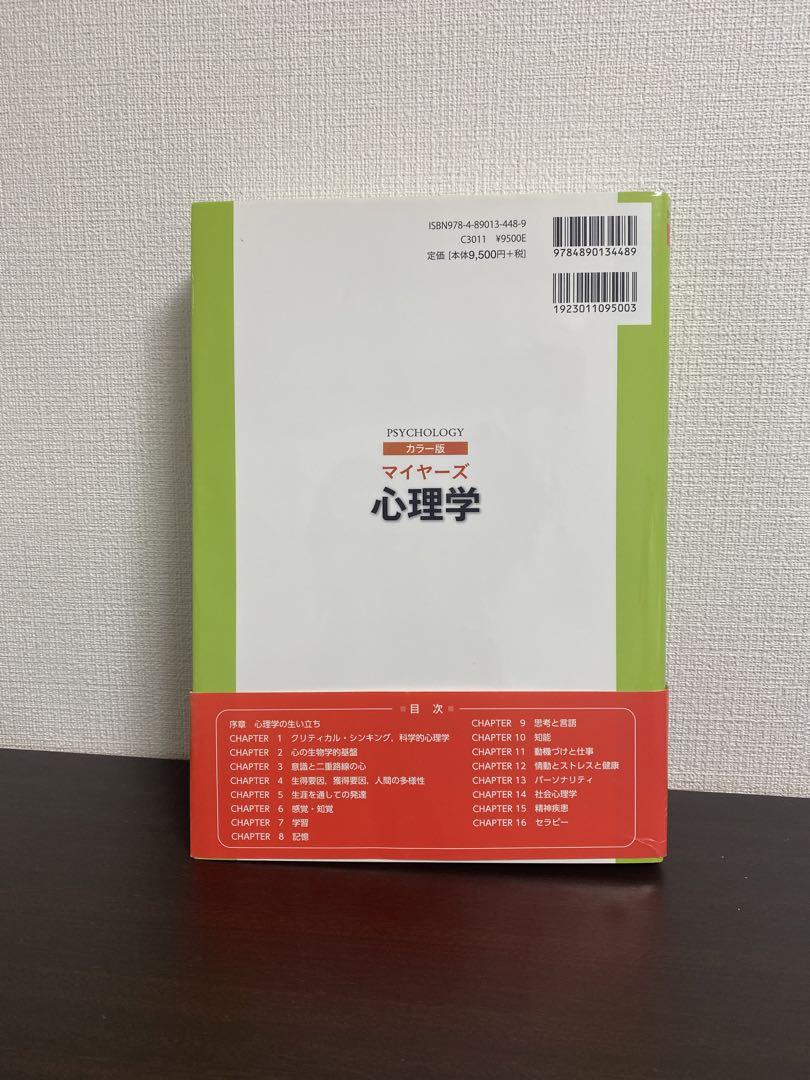 ISBN978-4-89013-448-9
C3011 ¥9500E
定価 [本体9,500円+税]
9784890134489
1923011095003
PSYCHOLOGY
カラー版
マイヤーズ
心理学
目 次
序章 心理学の生い立ち
CHAPTER 1 クリティカル・シンキング，科学的心理学
CHAPTER 2 心の生物学的基盤
CHAPTER 3 意識と二重路線の心
CHAPTER 4 生得要因，獲得要因，人間の多様性
CHAPTER 5 生涯を通しての発達
CHAPTER 6 感覚・知覚
CHAPTER 7 学習
CHAPTER 8 記憶
CHAPTER 9 思考と言語
CHAPTER 10 知能
CHAPTER 11 動機づけと仕事
CHAPTER 12 情動とストレスと健康
CHAPTER 13 パーソナリティ
CHAPTER 14 社会心理学
CHAPTER 15 精神疾患
CHAPTER 16 セラピー